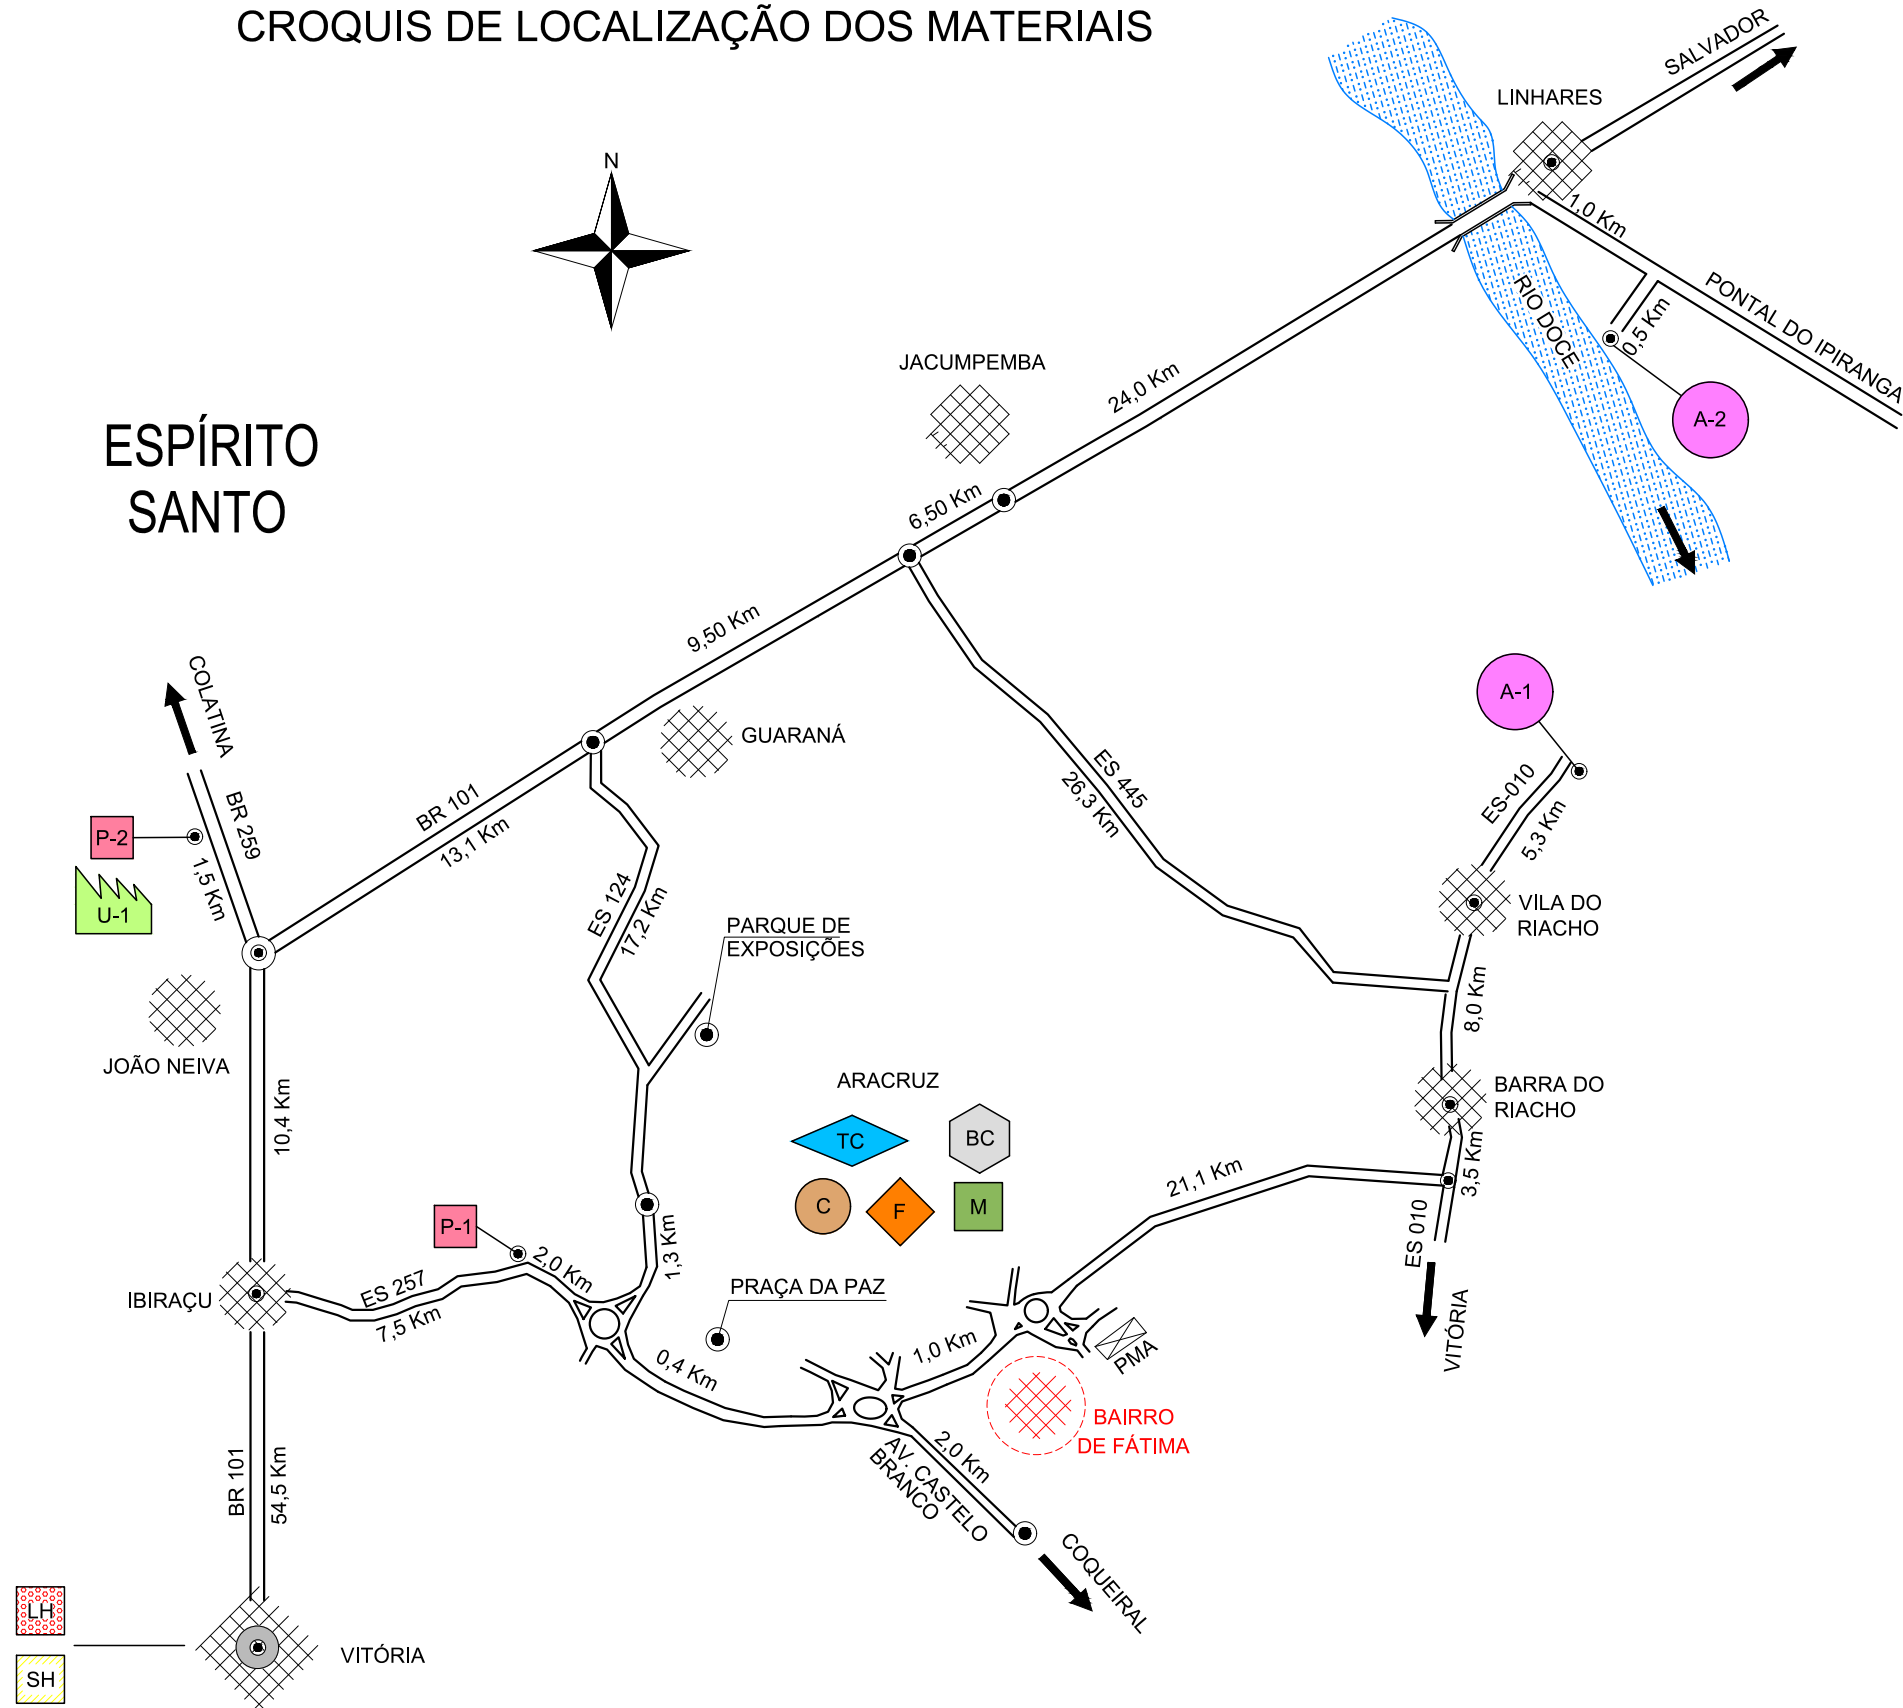 CROQUIS DE LOCALIZAÇÃO DOS MATERIAIS
SALVADOR
LINHARES
N
1,0 Km
PONTAL DO IPIRANGA
RIO DOCE
0,5 Km
A-2
JACUMPEMBA
24,0 Km
ESPÍRITO
SANTO
6,50 Km
9,50 Km
COLATINA
A-1
GUARANÁ
ES 445
26,3 Km
ES-010
5,3 Km
BR 101
13,1 Km
BR 259
P-2
1,5 Km
U-1
ES 124
17,2 Km
PARQUE DE
EXPOSIÇÕES
VILA DO
RIACHO
8,0 Km
JOÃO NEIVA
ARACRUZ
BARRA DO
RIACHO
10,4 Km
TC
BC
C
F
M
21,1 Km
3,5 Km
ES 010
P-1
2,0 Km
1,3 Km
IBIRAÇU
ES 257
7,5 Km
PRAÇA DA PAZ
VITÓRIA
0,4 Km
1,0 Km
PMA
BAIRRO
DE FÁTIMA
2,0 Km
AV. CASTELO
BRANCO
BR 101
54,5 Km
COQUEIRAL
LH
SH
VITÓRIA